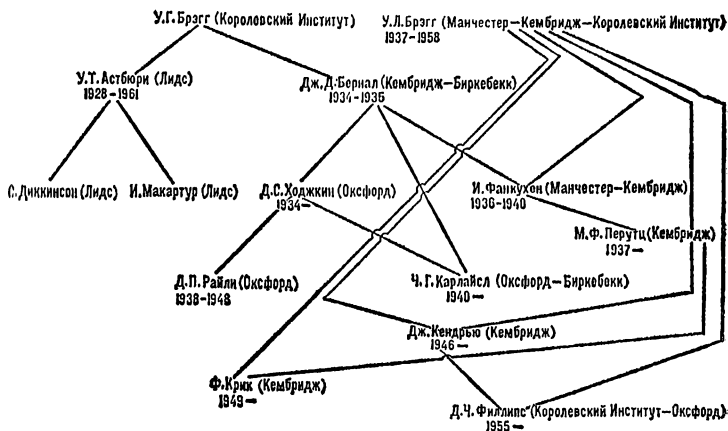 У.Г.Брэгг (Королевский Институт)
У.Л.Брэгг (Манчестер–Кембридж–Королевский Институт)
1937-1958
У.Т.Астбюри (Лидс)
1928-1961
Дж.Д.Бернал (Кембридж–Биркебекк)
1934-1935
С.Диккинсон (Лидс)
И.Макартур (Лидс)
Д.С.Ходжкин (Оксфорд)
1934→
И.Фанкухен (Манчестер–Кембридж)
1936-1940
М.Ф.Перутц (Кембридж)
1937→
Д.П.Райли (Оксфорд)
1938-1948
Ч.Г.Карлайсл (Оксфорд–Биркебекк)
1940→
Дж.Кендрью (Кембридж)
1946→
Ф.Крик (Кембридж)
1949→
Д.Ч.Филлипс (Королевский Институт–Оксфорд)
1955→